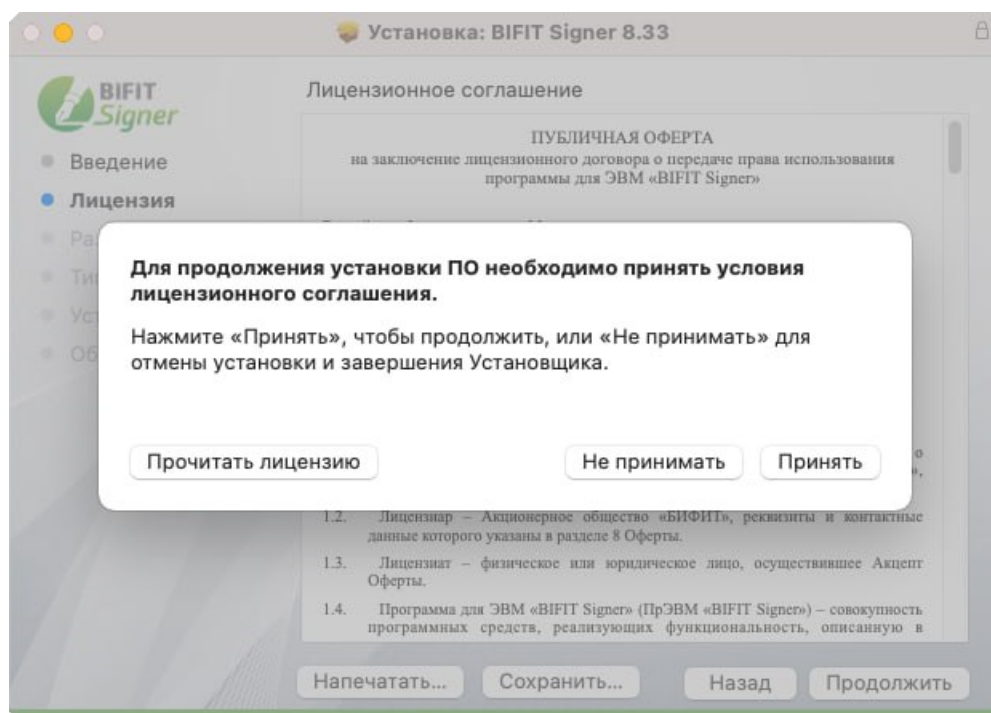 Установка: BIFIT Signer 8.33
BIFIT
Signer
Лицензионное соглашение
Введение
Лицензия
ПУБЛИЧНАЯ ОФЕРТА
на заключение лицензионного договора о передаче права использования
программы для ЭВМ «BIFIT Signer»
Для продолжения установки ПО необходимо принять условия
лицензионного соглашения.
Нажмите «Принять», чтобы продолжить, или «Не принимать» для
отмены установки и завершения Установщика.
Прочитать лицензию
Не принимать
Принять
1.2. Лицензиар – Акционерное общество «БИФИТ», реквизиты и контактные
данные которого указаны в разделе 8 Оферты.
1.3. Лицензиат – физическое или юридическое лицо, осуществившее Акцепт
Оферты.
1.4. Программа для ЭВМ «BIFIT Signer» (ПрЭВМ «BIFIT Signer») – совокупность
программных средств, реализующих функциональность, описанную в
Напечатать...
Сохранить...
Назад
Продолжить